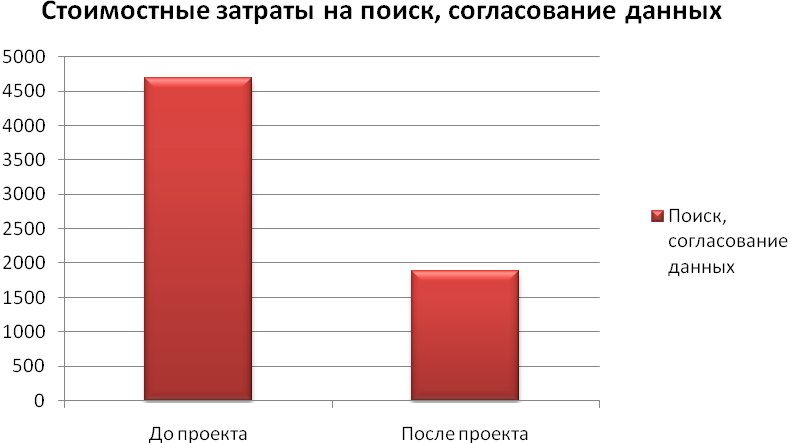 Стоимостные затраты на поиск, согласование данных
5000
4500
4000
3500
3000
2500
2000
1500
1000
500
0
До проекта
После проекта
Поиск,
согласование
данных